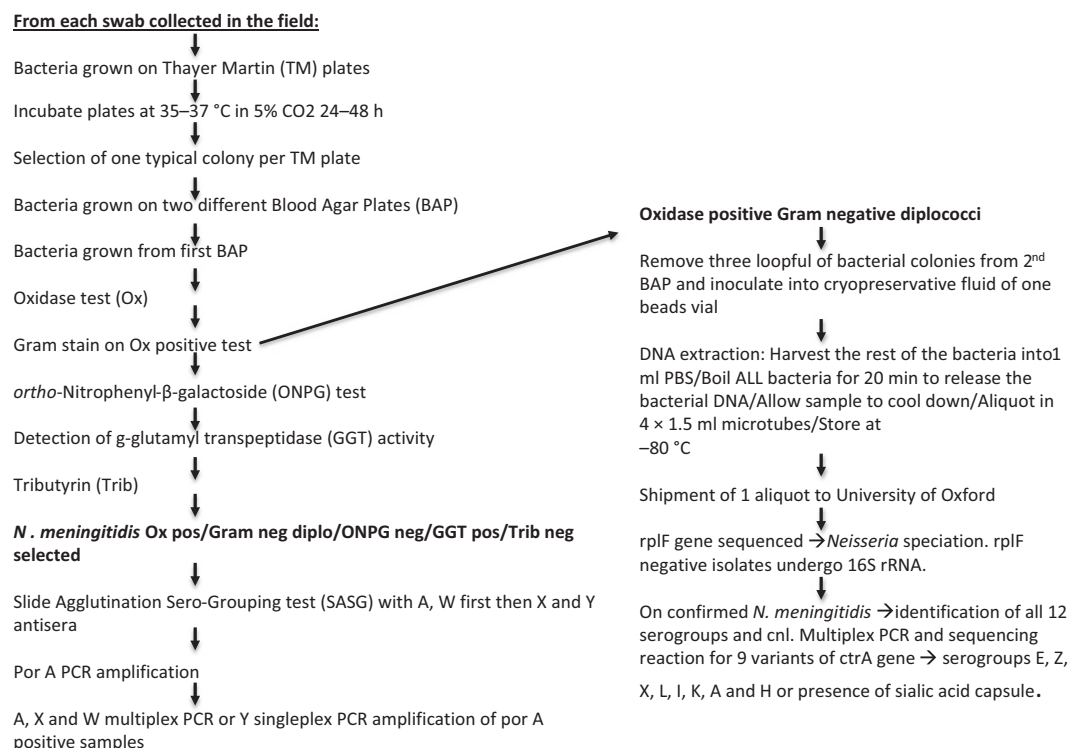 From each swab collected in the field:
Bacteria grown on Thayer Martin (TM) plates
Incubate plates at 35–37 °C in 5% CO2 24–48 h
Selection of one typical colony per TM plate
Bacteria grown on two different Blood Agar Plates (BAP)
Bacteria grown from first BAP
Oxidase test (Ox)
Gram stain on Ox positive test
ortho-Nitrophenyl-β-galactoside (ONPG) test
Detection of g-glutamyl transpeptidase (GGT) activity
Tributyrin (Trib)
N . meningitidis Ox pos/Gram neg diplo/ONPG neg/GGT pos/Trib neg
selected
Slide Agglutination Sero-Grouping test (SASG) with A, W first then X and Y
antisera
Por A PCR amplification
A, X and W multiplex PCR or Y singleplex PCR amplification of por A
positive samples
Oxidase positive Gram negative diplococci
Remove three loopful of bacterial colonies from 2nd
BAP and inoculate into cryopreservative fluid of one
beads vial
DNA extraction: Harvest the rest of the bacteria into1
ml PBS/Boil ALL bacteria for 20 min to release the
bacterial DNA/Allow sample to cool down/Aliquot in
4 × 1.5 ml microtubes/Store at
–80 °C
Shipment of 1 aliquot to University of Oxford
rplF gene sequenced → Neisseria speciation. rplF
negative isolates undergo 16S rRNA.
On confirmed N. meningitidis → identification of all 12
serogroups and cnl. Multiplex PCR and sequencing
reaction for 9 variants of ctrA gene → serogroups E, Z,
X, L, I, K, A and H or presence of sialic acid capsule.